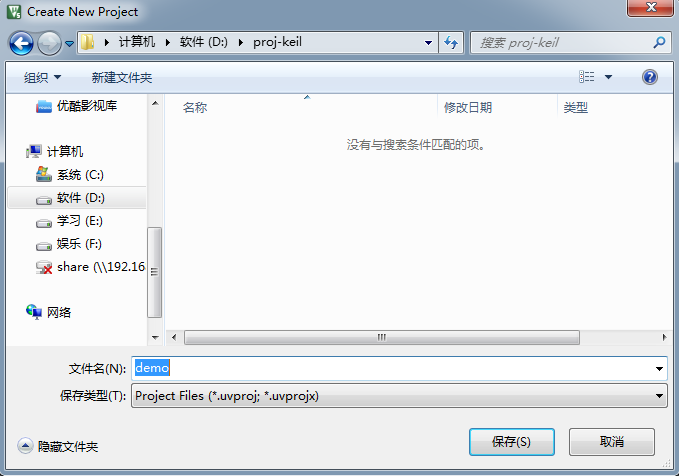 Create New Project
计算机 软件 (D:) proj-keil
搜索 proj-keil
组织 新建文件夹
优酷影视库
计算机
系统 (C:)
软件 (D:)
学习 (E:)
娱乐 (F:)
share (\\192.16
网络
名称 修改日期 类型
没有与搜索条件匹配的项。
文件名(N): demo
保存类型(T): Project Files (*.uvproj; *.uvprojx)
隐藏文件夹 保存(S) 取消